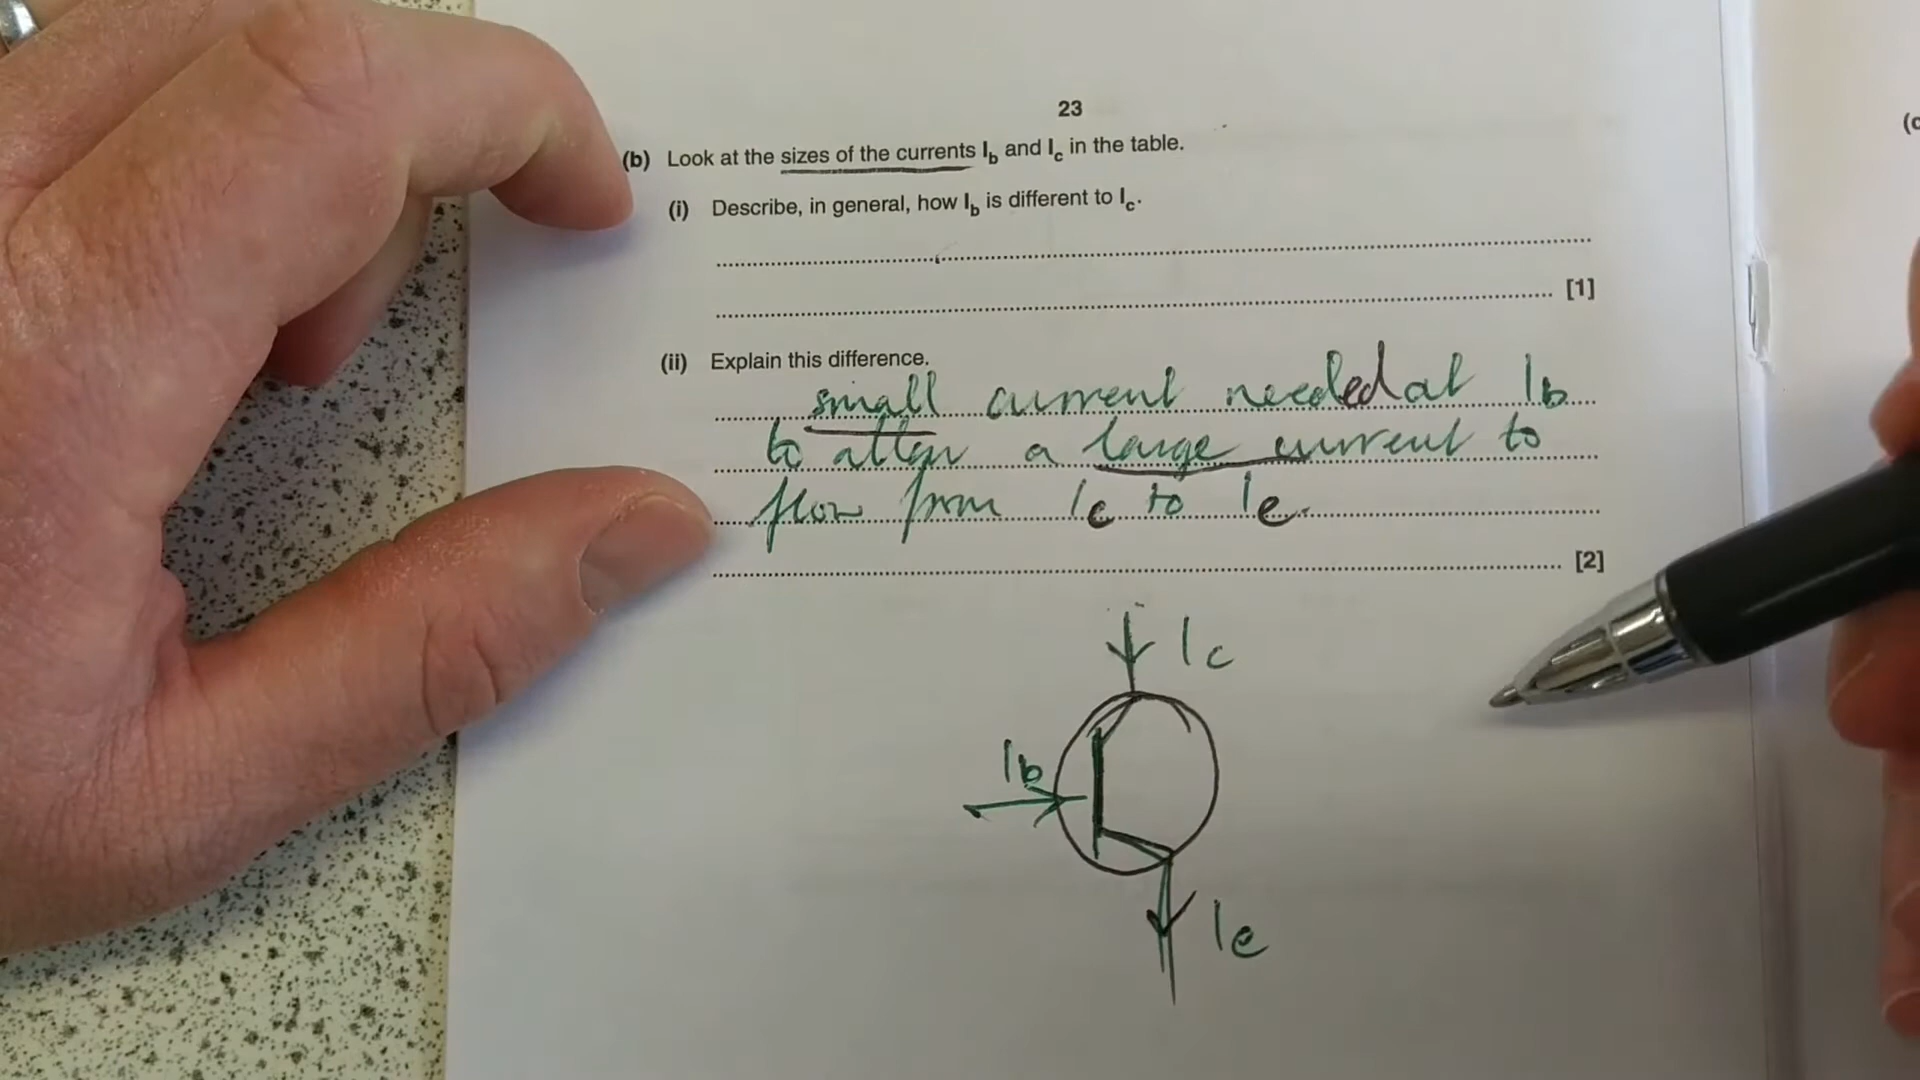 23
(b) Look at the sizes of the currents Ib and Ic in the table.
(i) Describe, in general, how Ib is different to Ic.
[1]
(ii) Explain this difference.
small current needed at Ib
to allow a large current to
flow from Ic to Ie.
[2]
Ic
Ib
Ie
(c